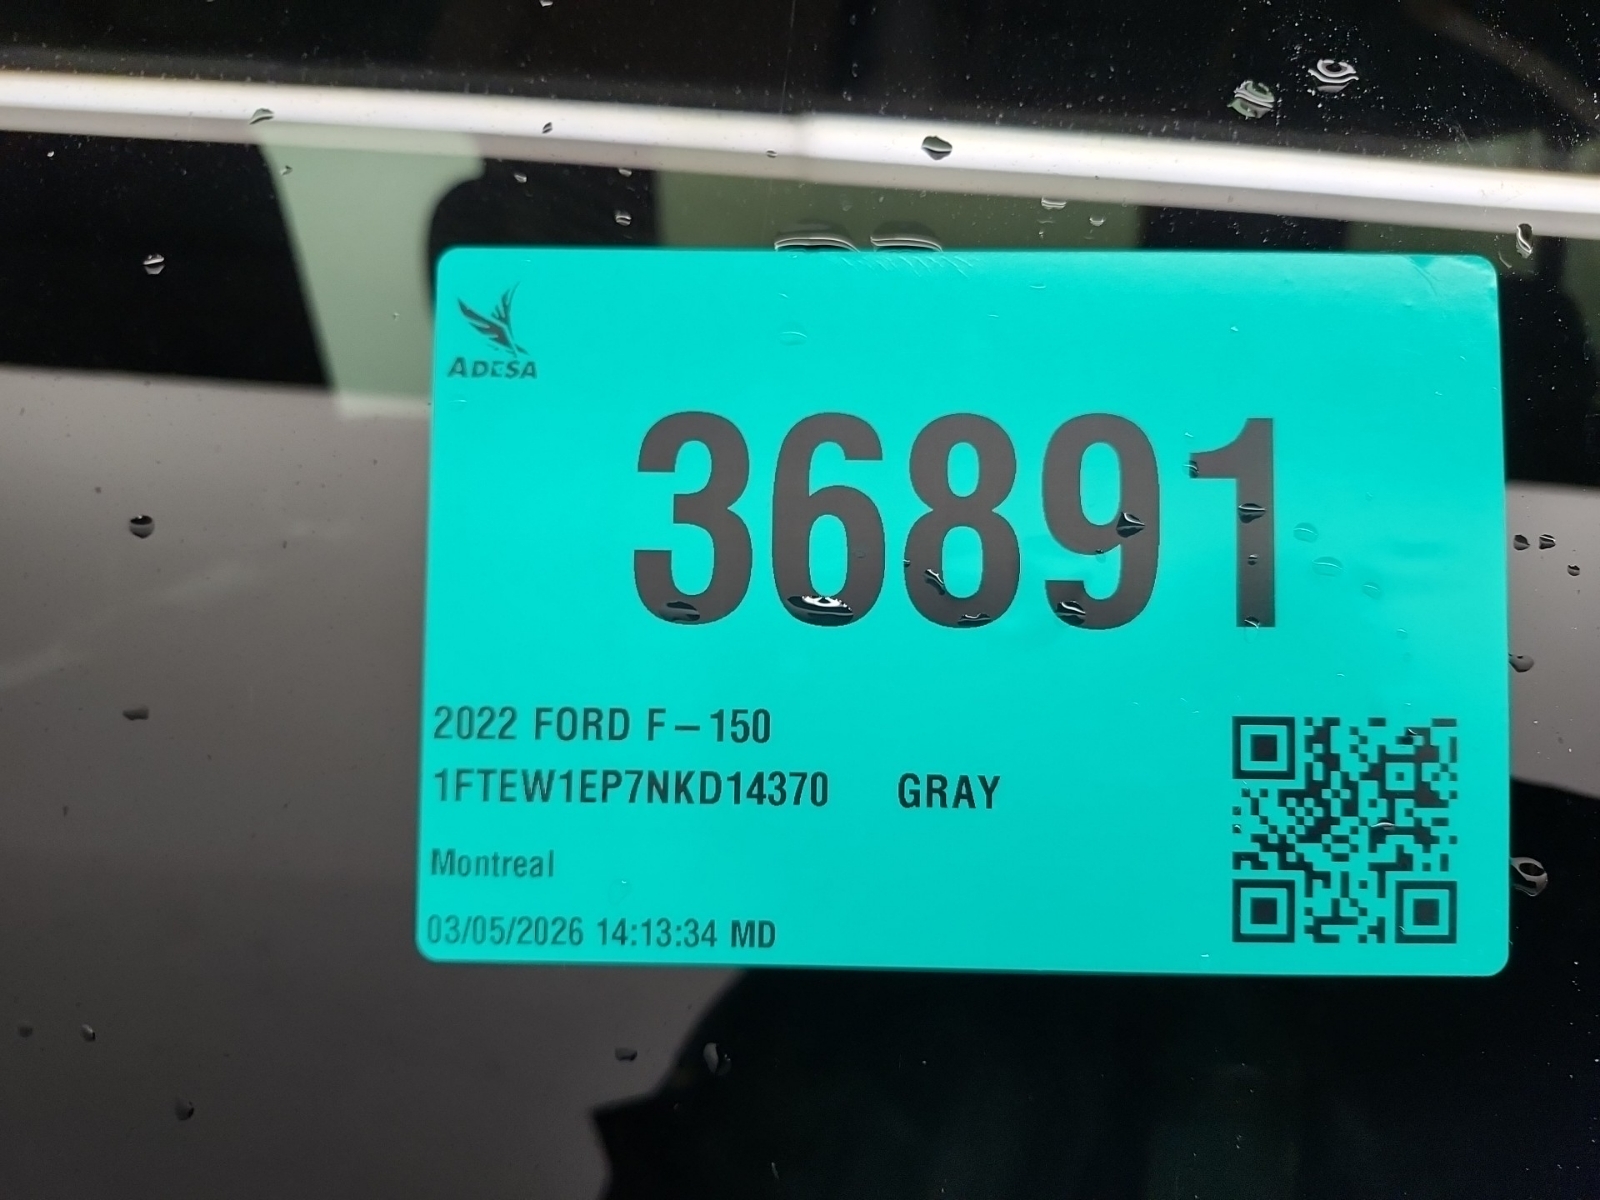 ADESA
36891
2022 FORD F-150
1FTEW1EP7NKD14370 GRAY
Montreal
03/05/2026 14:13:34 MD